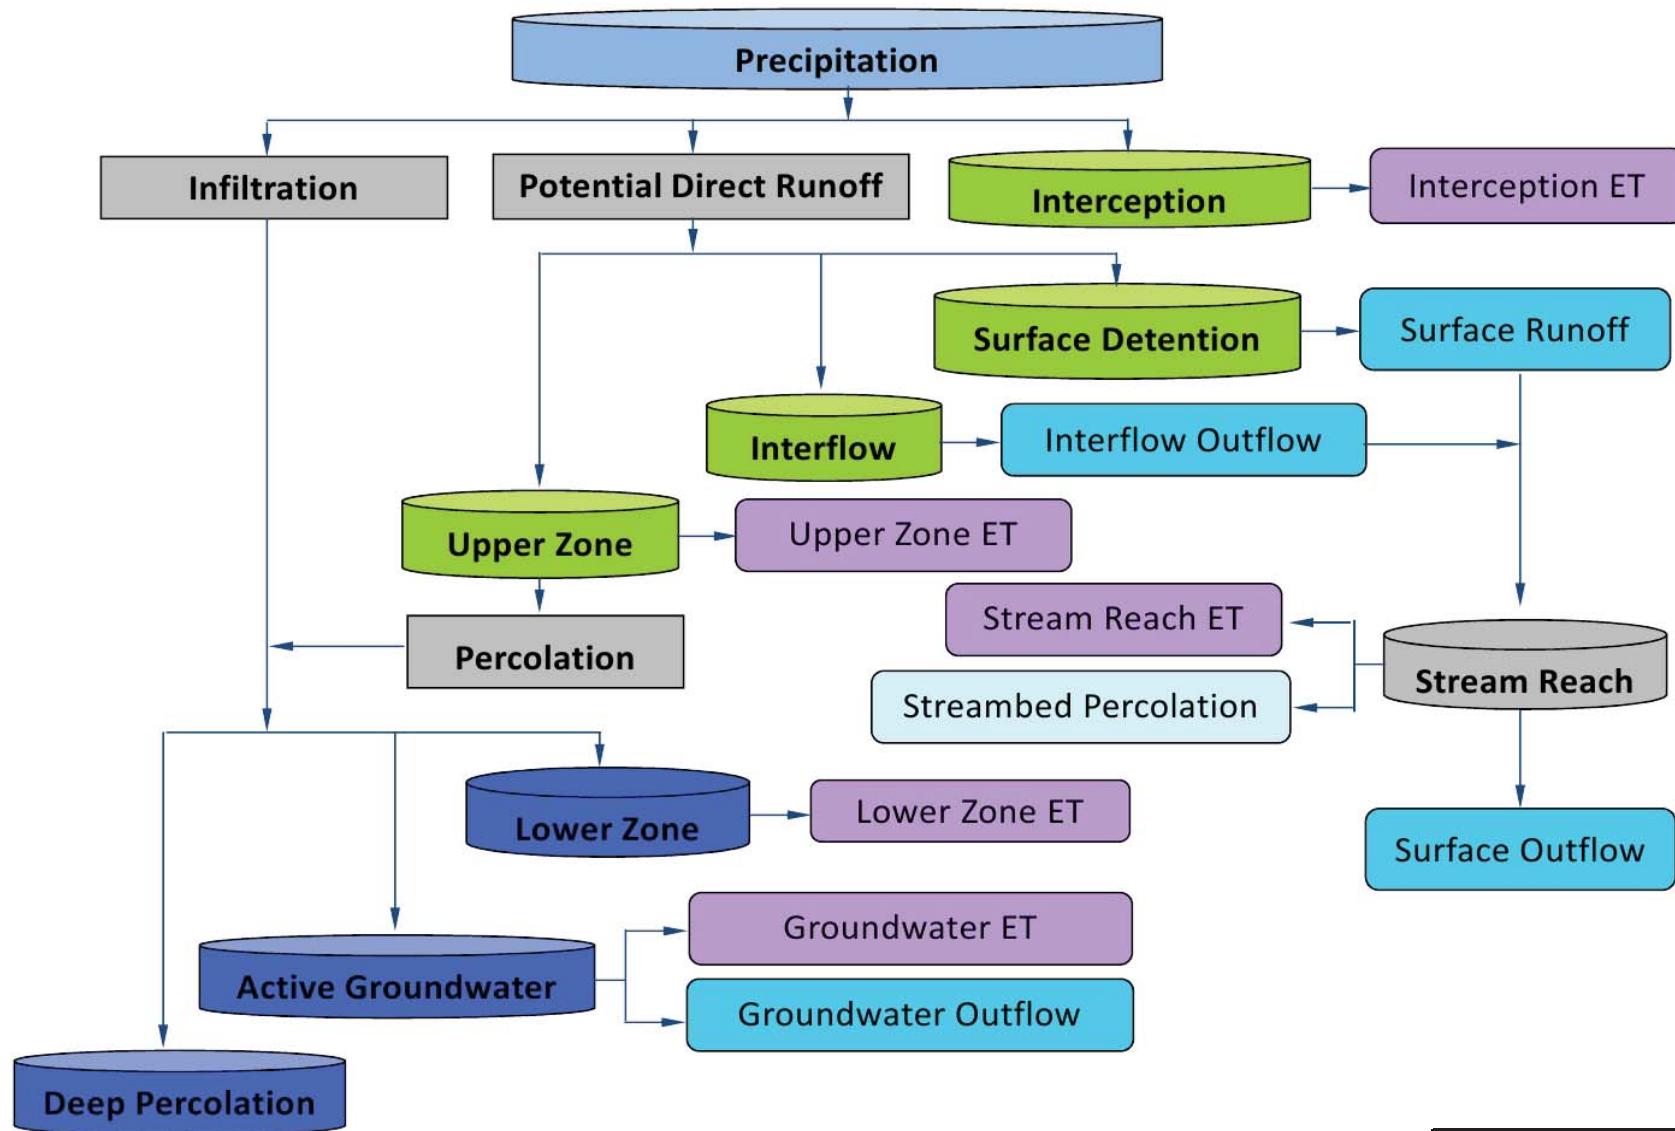 Precipitation
Infiltration
Potential Direct Runoff
Interception
Interception ET
Surface Detention
Surface Runoff
Interflow
Interflow Outflow
Upper Zone
Upper Zone ET
Percolation
Stream Reach ET
Stream Reach
Streambed Percolation
Lower Zone
Lower Zone ET
Surface Outflow
Active Groundwater
Groundwater ET
Groundwater Outflow
Deep Percolation